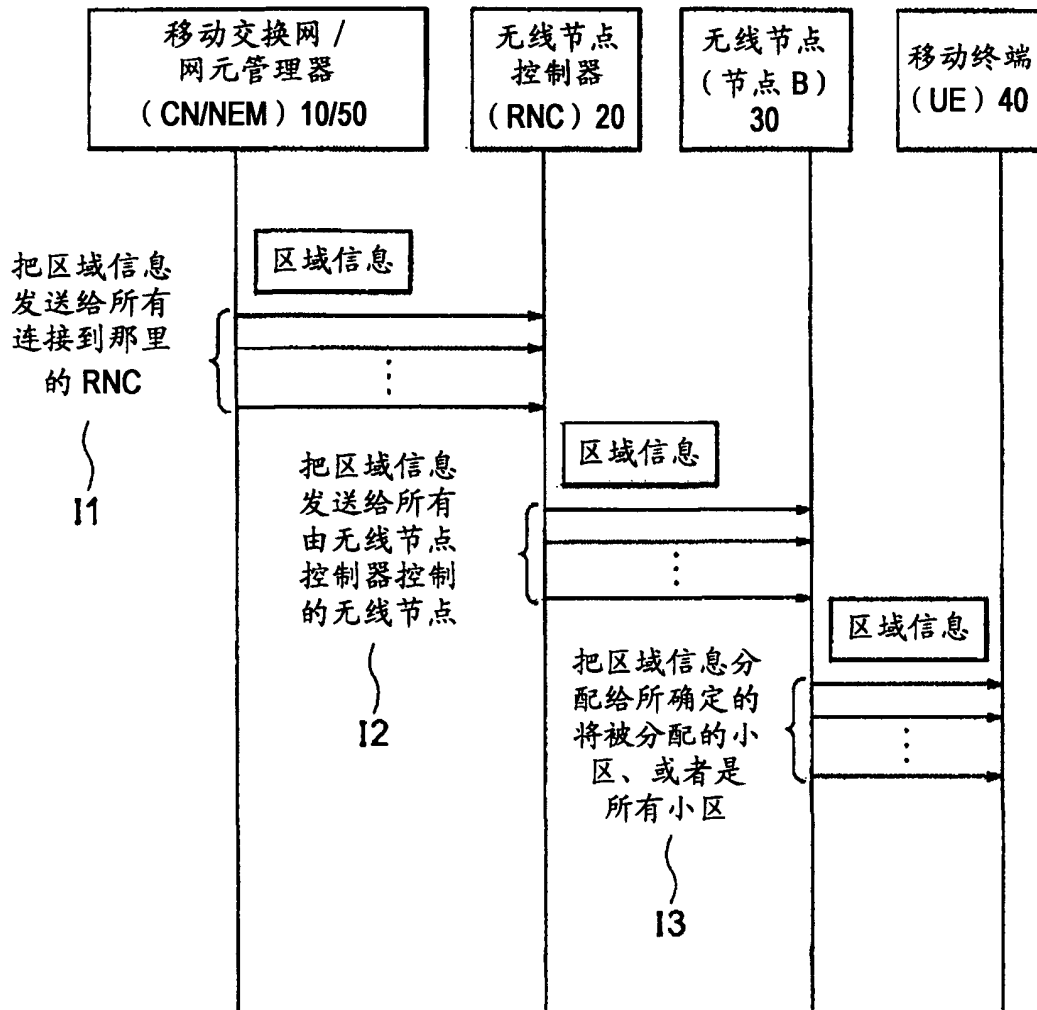 移动交换网 /
网元管理器
(CN/NEM) 10/50
无线节点
控制器
(RNC) 20
无线节点
(节点 B)
30
移动终端
(UE) 40
区域信息
把区域信息
发送给所有
连接到那里
的 RNC
I1
区域信息
把区域信息
发送给所有
由无线节点
控制器控制
的无线节点
I2
区域信息
把区域信息分
配给所确定的
将被分配的小
区、或者是
所有小区
I3